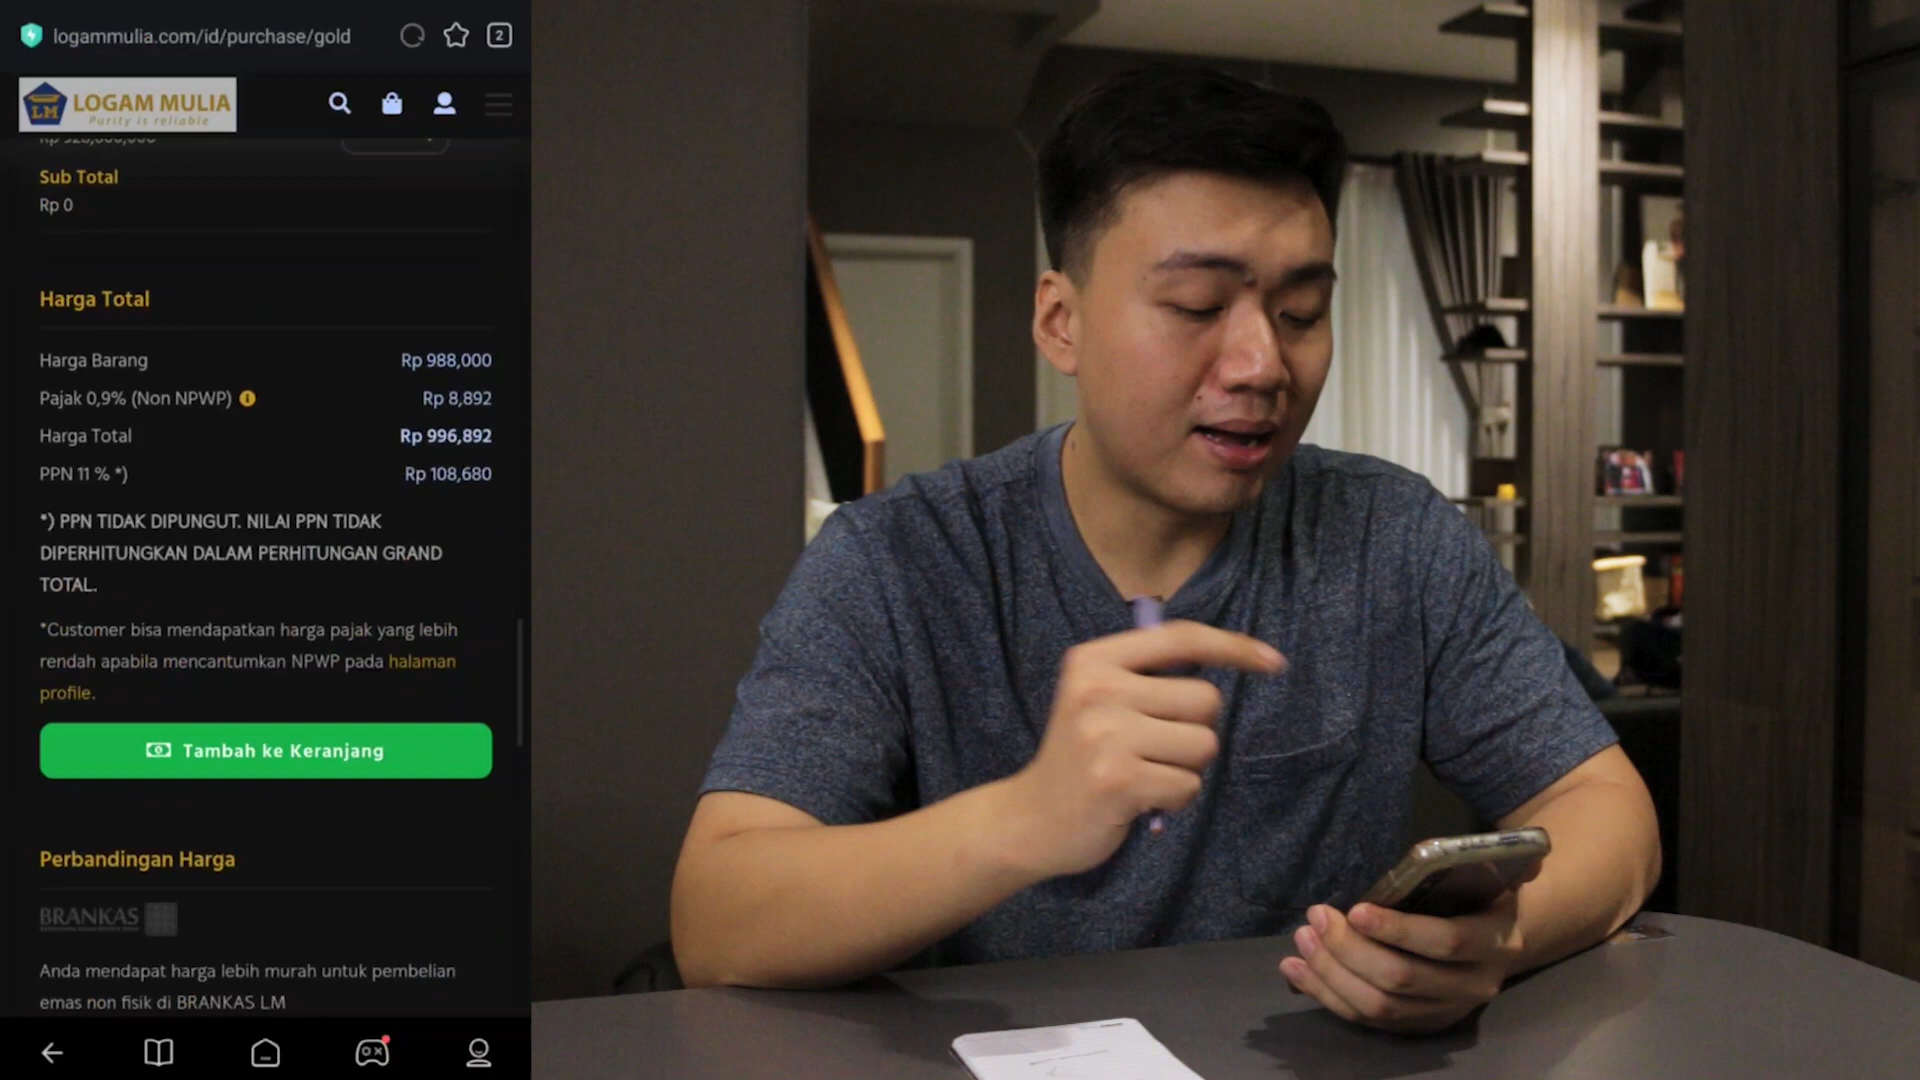 logammulia.com/id/purchase/gold
2
LM
LOGAM MULIA
Purity is reliable
Sub Total
Rp 0
Harga Total
Harga Barang Rp 988,000
Pajak 0,9% (Non NPWP) Rp 8,892
Harga Total Rp 996,892
PPN 11 % *) Rp 108,680
*) PPN TIDAK DIPUNGUT. NILAI PPN TIDAK
DIPERHITUNGKAN DALAM PERHITUNGAN GRAND
TOTAL.
*Customer bisa mendapatkan harga pajak yang lebih
rendah apabila mencantumkan NPWP pada halaman
profile.
Tambah ke Keranjang
Perbandingan Harga
BRANKAS
Anda mendapat harga lebih murah untuk pembelian
emas non fisik di BRANKAS LM